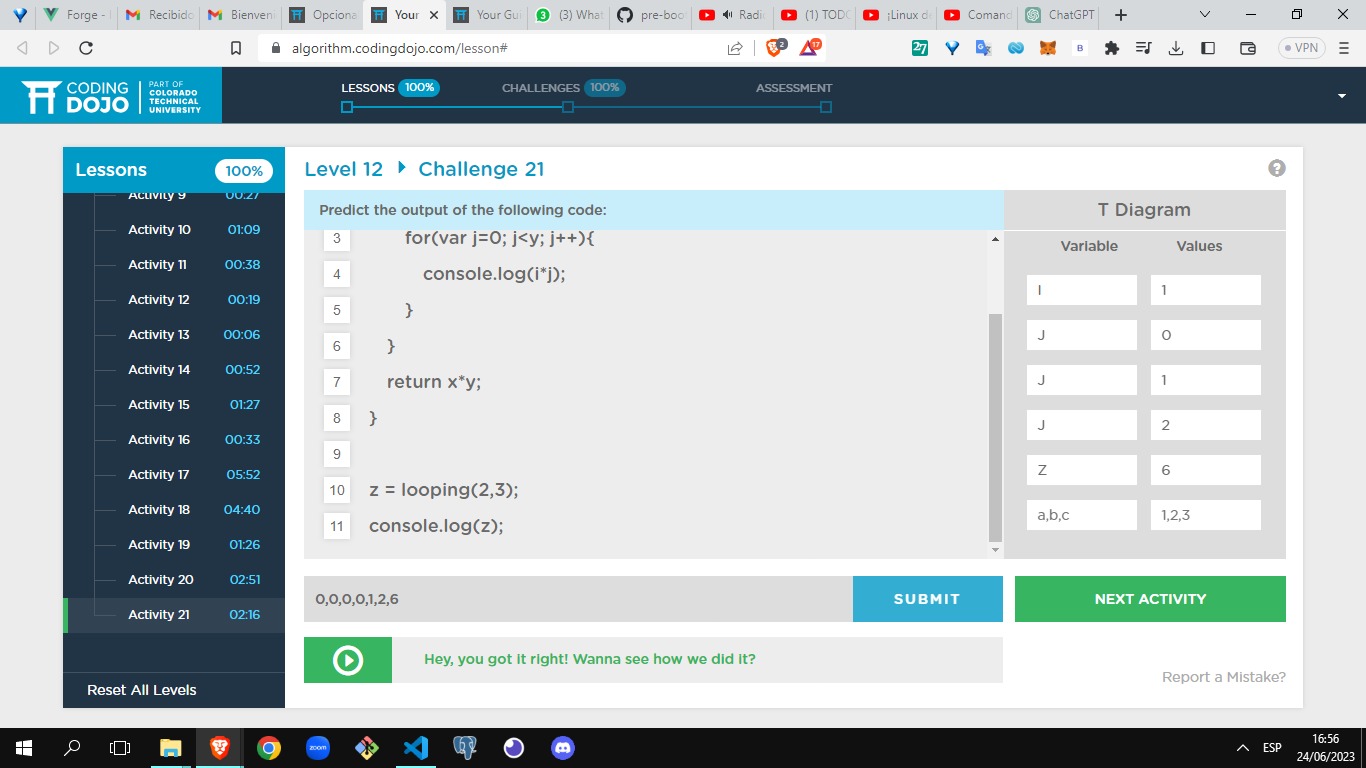 Forge -
Recibido
Bienveni
Opciona
Your
Your Gui
(3) What
pre-boo
Radi
(1) TODO
¡Linux de
Comand
ChatGPT
algorithm.codingdojo.com/lesson#
2
17
27
B
VPN
CODING DOJO
PART OF COLORADO TECHNICAL UNIVERSITY
LESSONS 100%
CHALLENGES 100%
ASSESSMENT
Lessons 100%
Activity 9 00:27
Activity 10 01:09
Activity 11 00:38
Activity 12 00:19
Activity 13 00:06
Activity 14 00:52
Activity 15 01:27
Activity 16 00:33
Activity 17 05:52
Activity 18 04:40
Activity 19 01:26
Activity 20 02:51
Activity 21 02:16
Reset All Levels
Level 12 Challenge 21
?
Predict the output of the following code:
3 for(var j=0; j<y; j++){
4 console.log(i*j);
5 }
6 }
7 return x*y;
8 }
9
10 z = looping(2,3);
11 console.log(z);
T Diagram
Variable Values
I 1
J 0
J 1
J 2
Z 6
a,b,c 1,2,3
0,0,0,0,1,2,6
SUBMIT
NEXT ACTIVITY
Hey, you got it right! Wanna see how we did it?
Report a Mistake?
zoom
ESP
16:56
24/06/2023